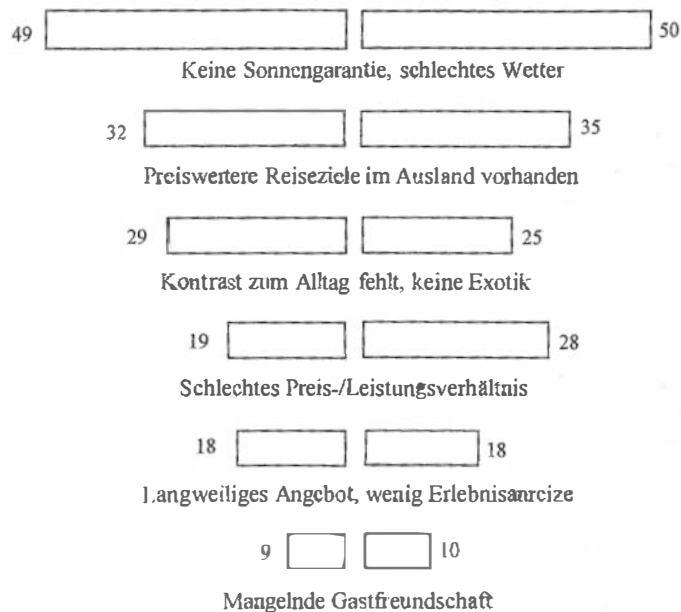 49 50
Keine Sonnengarantie, schlechtes Wetter
32 35
Preiswertere Reiseziele im Ausland vorhanden
29 25
Kontrast zum Alltag fehlt, keine Exotik
19 28
Schlechtes Preis-/Leistungsverhältnis
18 18
Langweiliges Angebot, wenig Erlebnisanreize
9 10
Mangelnde Gastfreundschaft